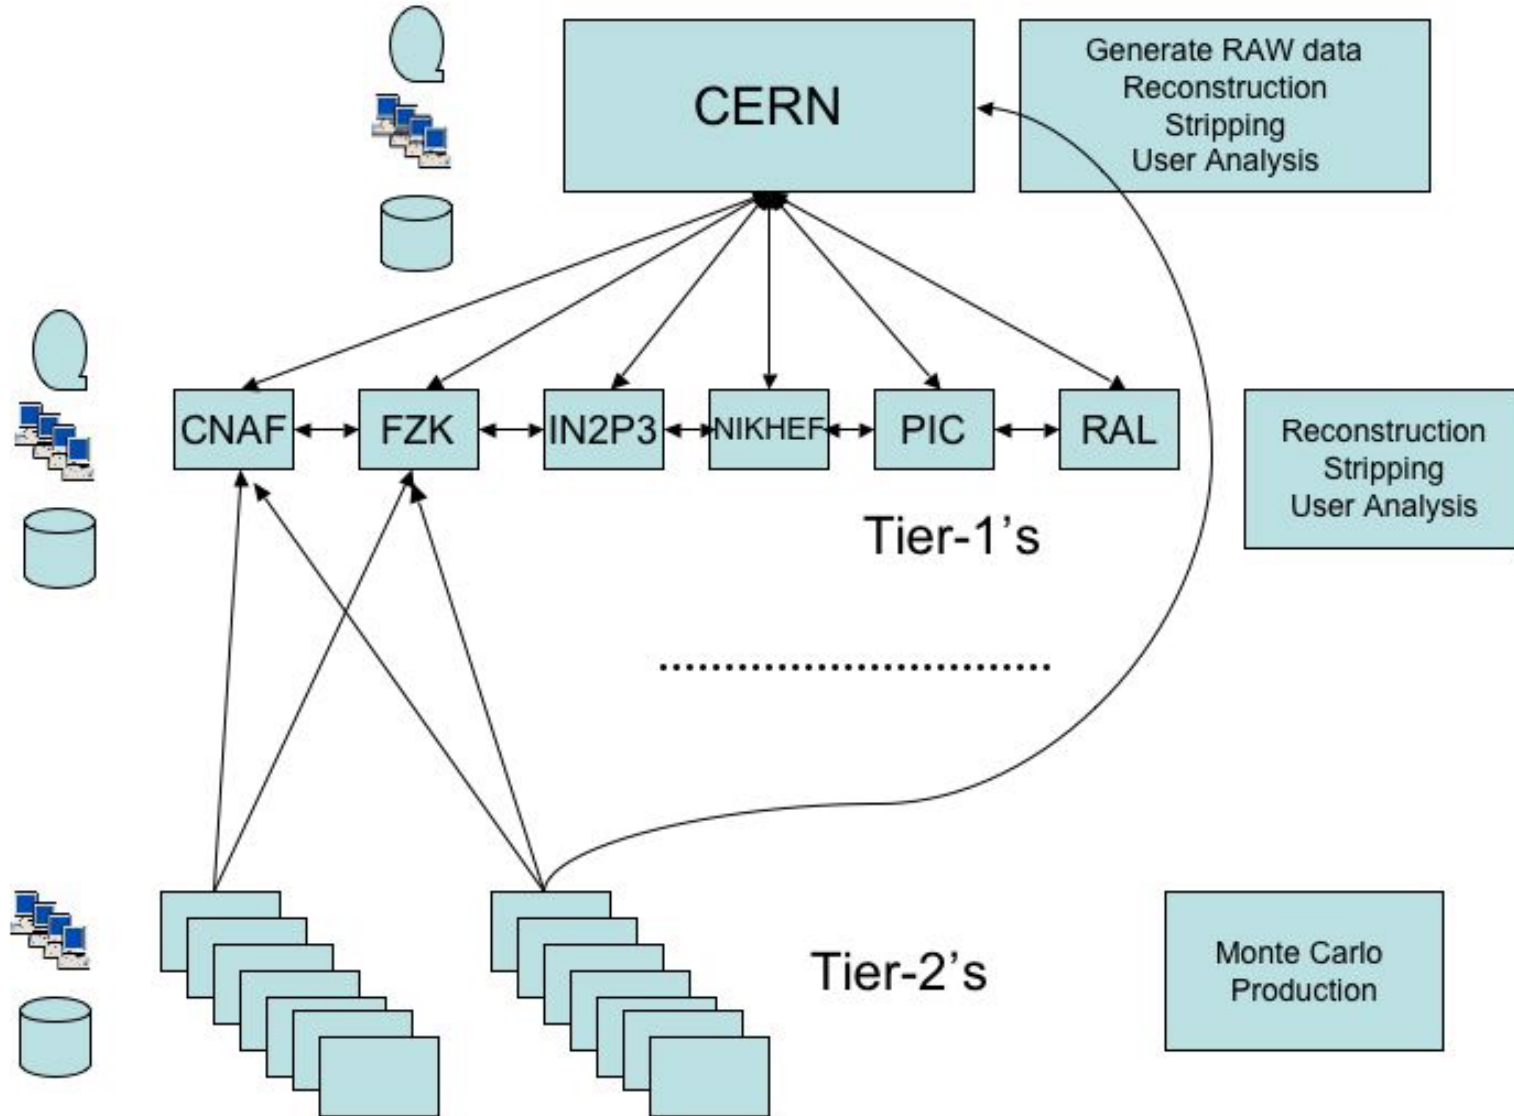 CERN
Generate RAW data
Reconstruction
Stripping
User Analysis
CNAF
FZK
IN2P3
NIKHEF
PIC
RAL
Tier-1’s
Reconstruction
Stripping
User Analysis
Tier-2’s
Monte Carlo
Production